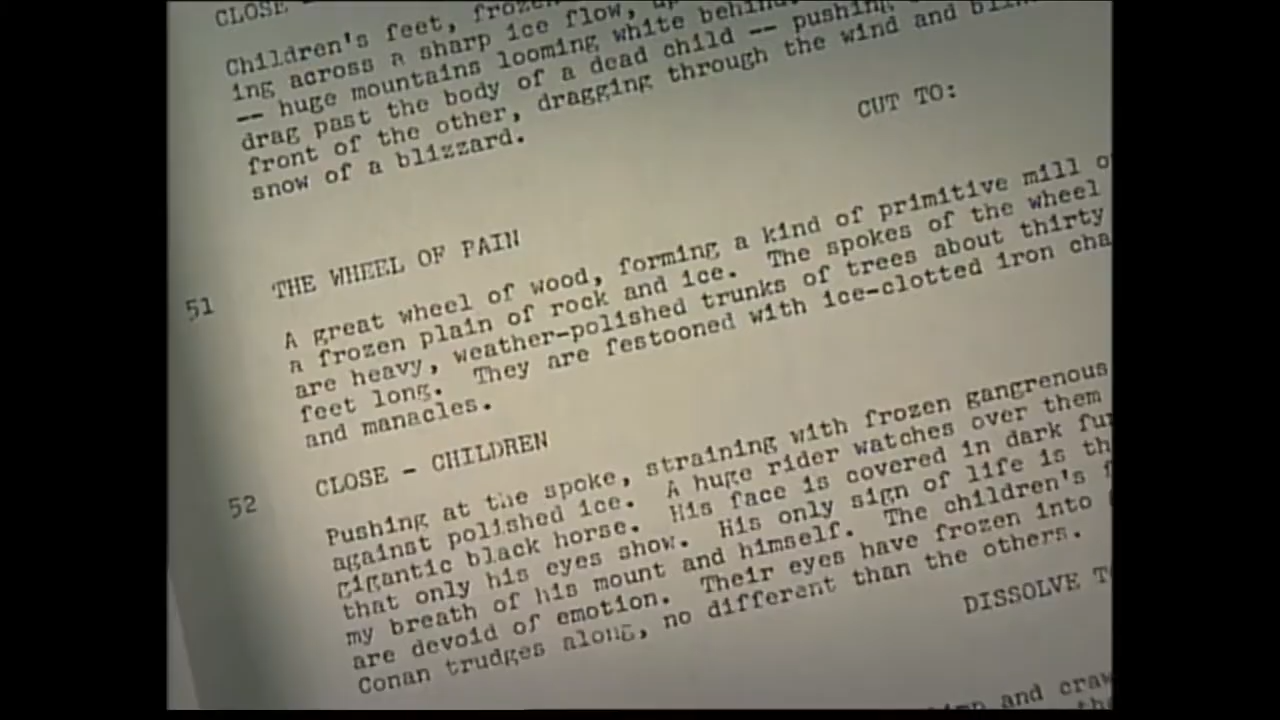 CLOSE
Children's feet, frozen
ing across a sharp ice flow,
-- huge mountains looming white behind
drag past the body of a dead child -- pushing
front of the other, dragging through the wind and
snow of a blizzard.
CUT TO:
51 THE WHEEL OF PAIN
A great wheel of wood, forming a kind of primitive mill
a frozen plain of rock and ice. The spokes of the wheel
are heavy, weather-polished trunks of trees about thirty
feet long. They are festooned with ice-clotted iron cha
and manacles.
52 CLOSE - CHILDREN
Pushing at the spoke, straining with frozen gangrenous
against polished ice. A huge rider watches over them
gigantic black horse. His face is covered in dark fur
that only his eyes show. His only sign of life is th
my breath of his mount and himself. The children's
are devoid of emotion. Their eyes have frozen into
Conan trudges along, no different than the others.
DISSOLVE TO
and craw